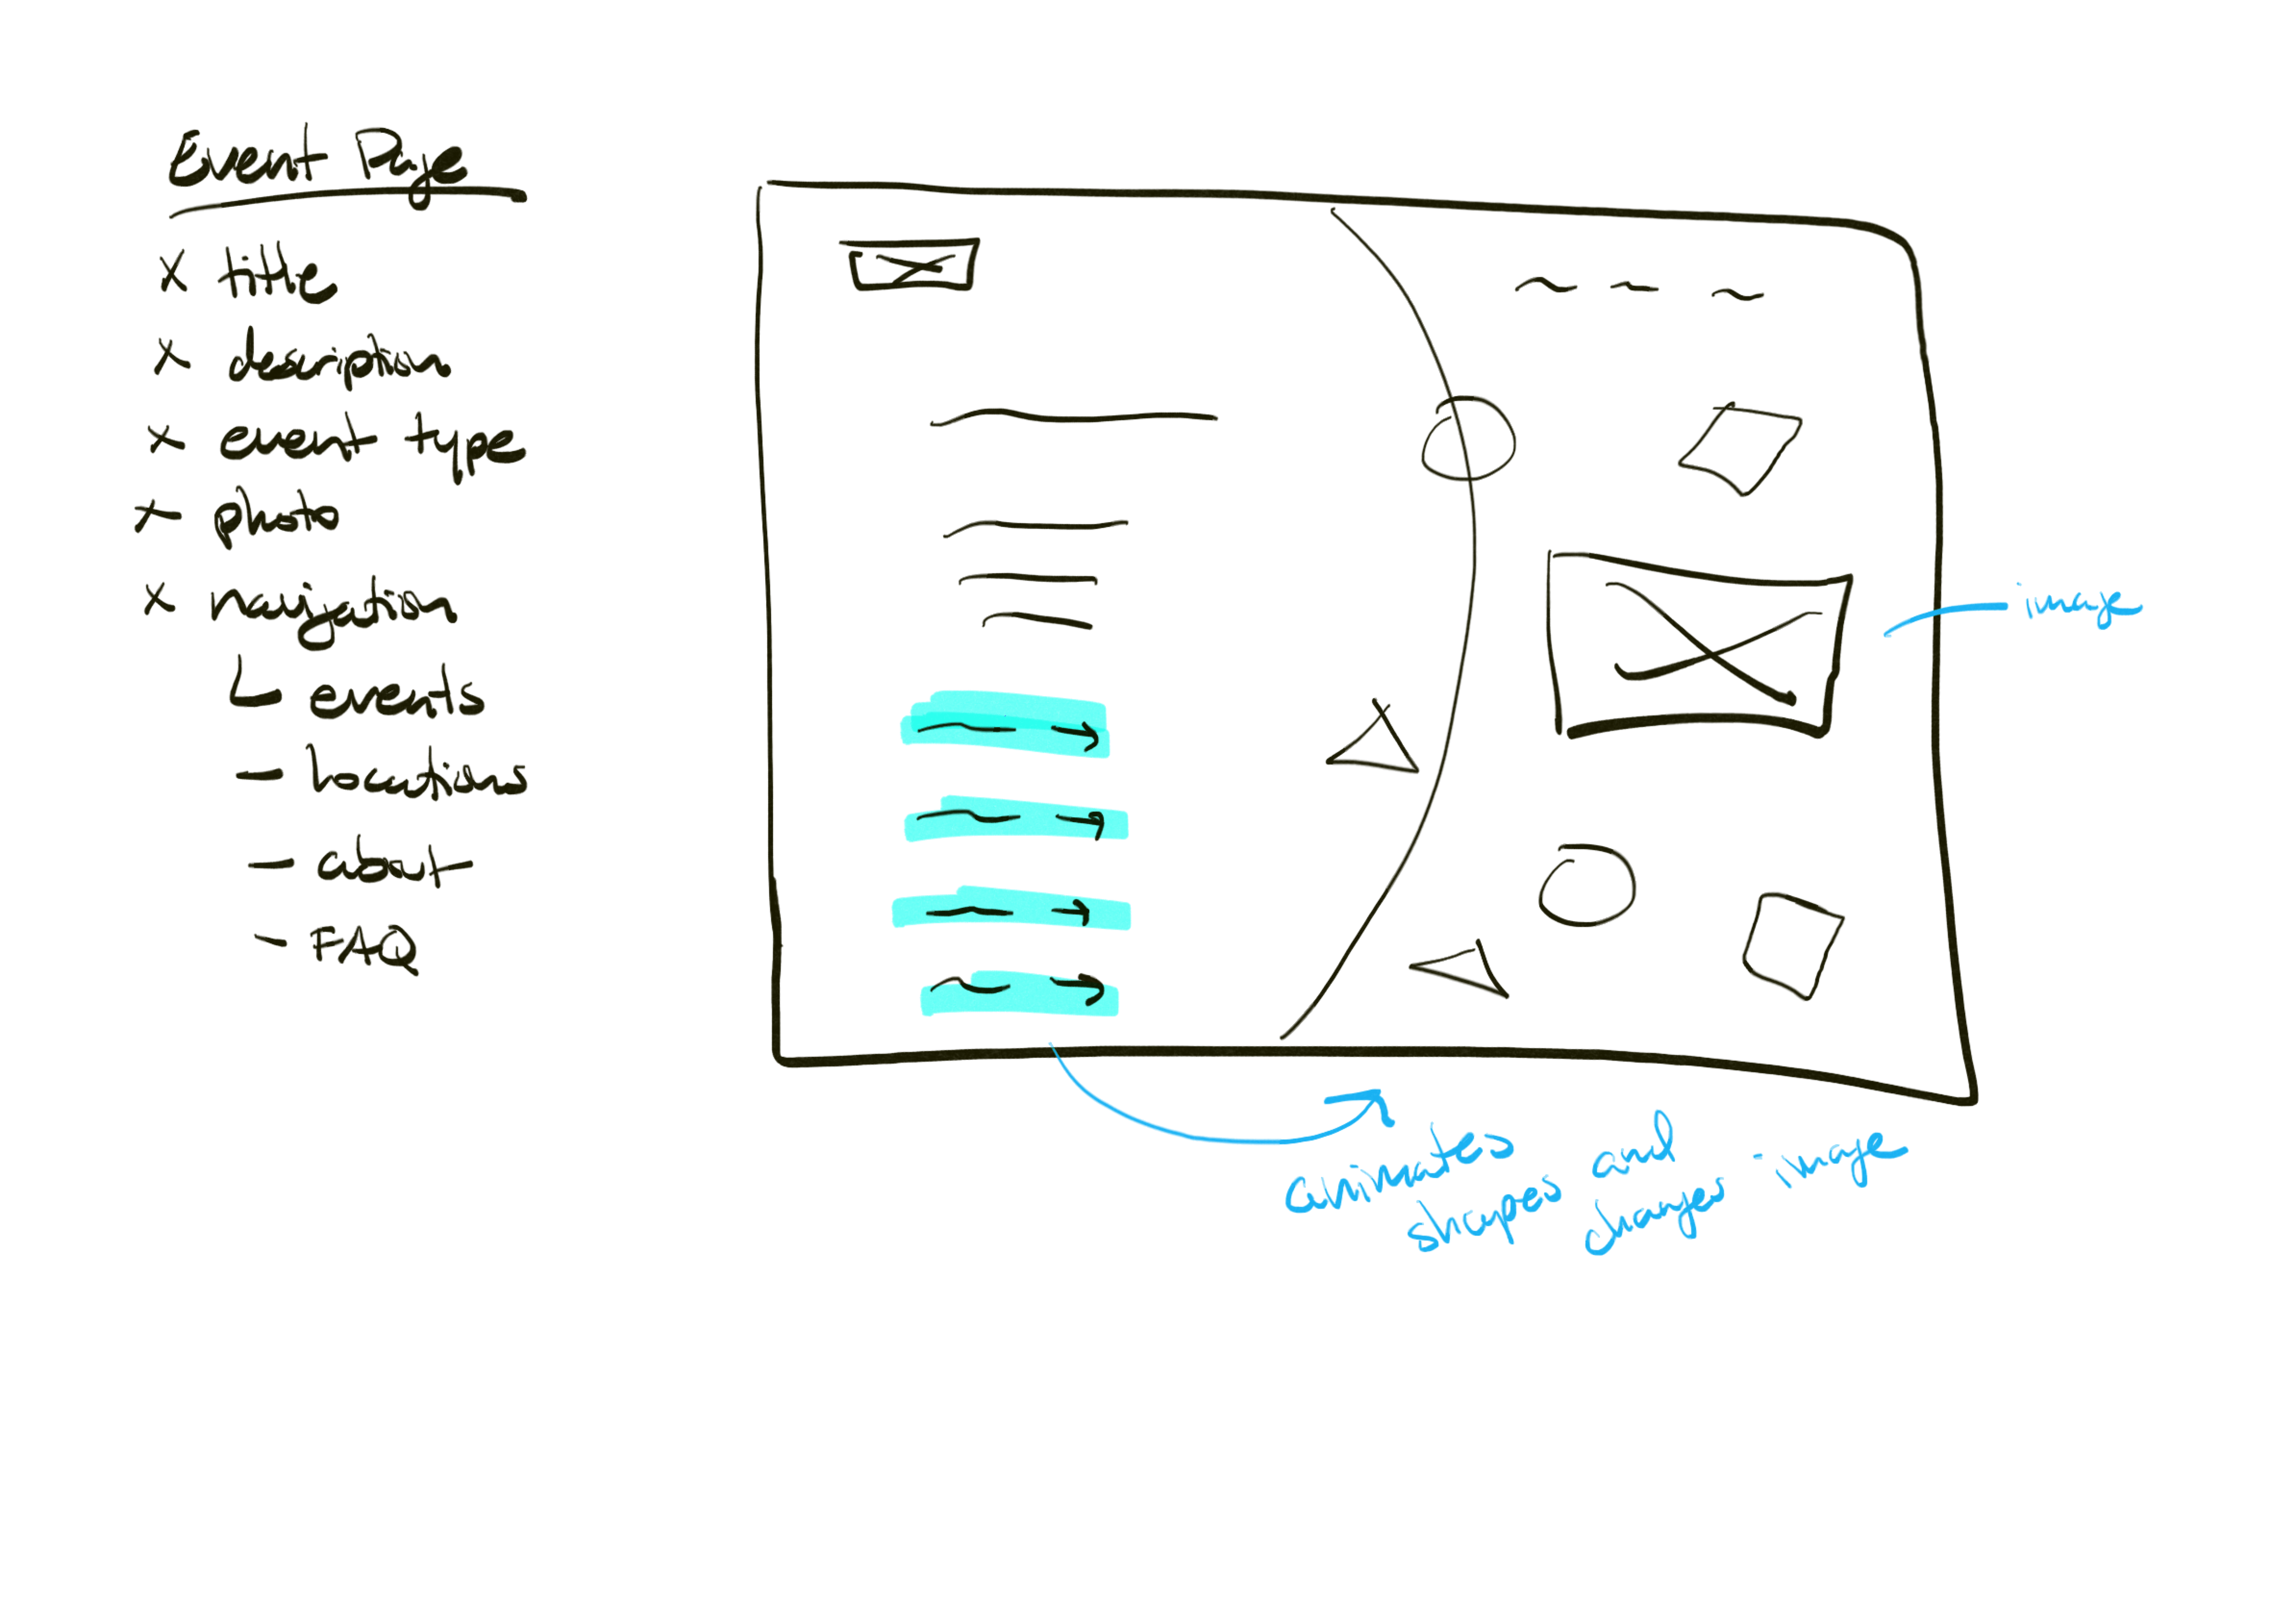 Event Page
x title
x description
x event type
x photo
x navigation
└ events
- locations
- about
- FAQ
image
animates
shapes and
changes image